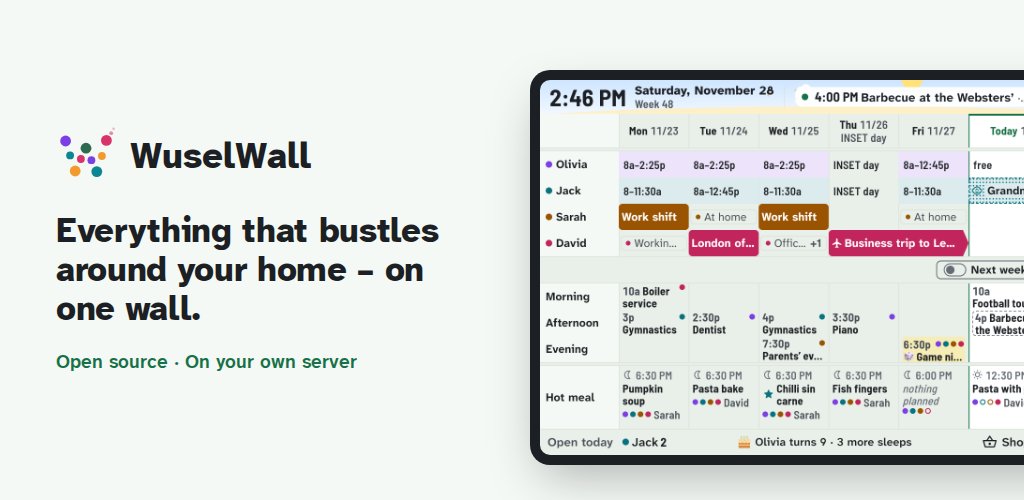 WuselWall
Everything that bustles
around your home – on
one wall.
Open source · On your own server
2:46 PM Saturday, November 28
Week 48
4:00 PM Barbecue at the Websters' ·
Mon 11/23 Tue 11/24 Wed 11/25 Thu 11/26 INSET day Fri 11/27 Today
Olivia 8a–2:25p 8a–2:25p 8a–2:25p INSET day 8a–12:45p free
Jack 8–11:30a 8a–12:45p 8–11:30a INSET day 8–11:30a
Sarah Work shift At home Work shift At home
David Workin... London of... Offic... +1 Business trip to Le...
Next week
Morning 10a Boiler service 10a
Afternoon 3p Gymnastics 2:30p Dentist 4p Gymnastics 3:30p Piano 4p
Evening 7:30p Parents' ev... 6:30p Game ni...
Hot meal 6:30 PM Pumpkin soup Sarah 6:30 PM Pasta bake David 6:30 PM Chilli sin carne Sarah 6:30 PM Fish fingers Sarah 6:00 PM nothing planned 12:30 Pasta with
Open today Jack 2 Olivia turns 9 · 3 more sleeps